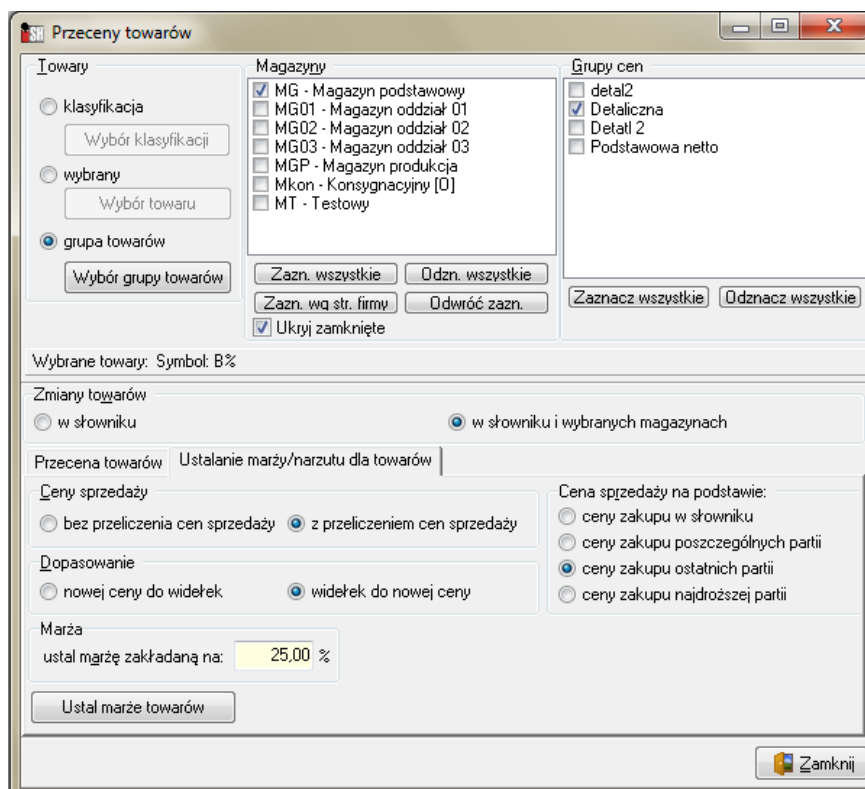 Przeceny towarów
Towary
klasyfikacja
Wybór klasyfikacji
wybrany
Wybór towaru
grupa towarów
Wybór grupy towarów
Magazyny
MG - Magazyn podstawowy
MG01 - Magazyn oddział 01
MG02 - Magazyn oddział 02
MG03 - Magazyn oddział 03
MGP - Magazyn produkcja
Mkon - Konsygnacyjny [O]
MT - Testowy
Zazn. wszystkie
Odzn. wszystkie
Zazn. wg str. firmy
Odwróć zazn.
Ukryj zamknięte
Grupy cen
detal2
Detaliczna
Detatl 2
Podstawowa netto
Zaznacz wszystkie
Odznacz wszystkie
Wybrane towary: Symbol: B%
Zmiany towarów
w słowniku
w słowniku i wybranych magazynach
Przecena towarów
Ustalanie marży/narzutu dla towarów
Ceny sprzedaży
bez przeliczenia cen sprzedaży
z przeliczeniem cen sprzedaży
Dopasowanie
nowej ceny do widełek
widełek do nowej ceny
Cena sprzedaży na podstawie:
ceny zakupu w słowniku
ceny zakupu poszczególnych partii
ceny zakupu ostatnich partii
ceny zakupu najdroższej partii
Marża
ustal marżę zakładaną na: 25,00 %
Ustal marże towarów
Zamknij